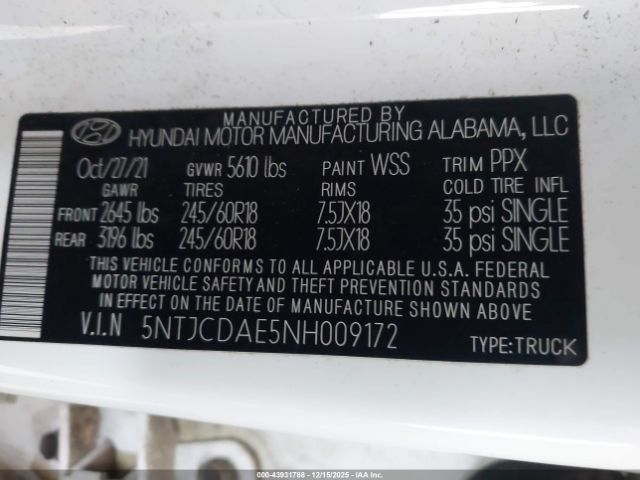 MANUFACTURED BY
HYUNDAI MOTOR MANUFACTURING ALABAMA, LLC
Oct/27/21 GVWR 5610 lbs PAINT WSS TRIM PPX
GAWR TIRES RIMS COLD TIRE INFL
FRONT 2645 lbs 245/60R18 7.5JX18 35 psi SINGLE
REAR 3196 lbs 245/60R18 7.5JX18 35 psi SINGLE
THIS VEHICLE CONFORMS TO ALL APPLICABLE U.S.A. FEDERAL
MOTOR VEHICLE SAFETY AND THEFT PREVENTION STANDARDS
IN EFFECT ON THE DATE OF MANUFACTURE SHOWN ABOVE
V.I.N 5NTJCDAE5NH009172 TYPE:TRUCK
000-43931788 - 12/15/2025 - COPART IAA